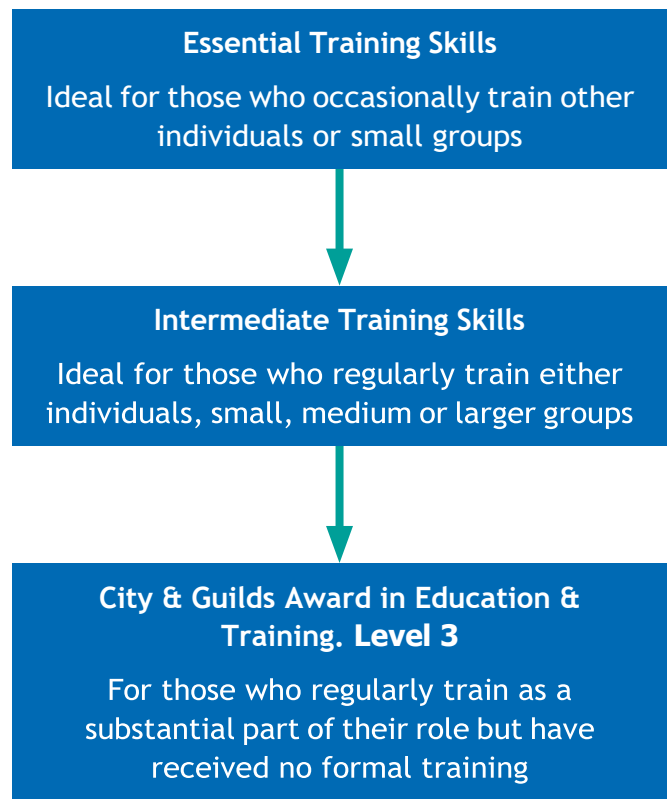 Essential Training Skills
Ideal for those who occasionally train other
individuals or small groups
Intermediate Training Skills
Ideal for those who regularly train either
individuals, small, medium or larger groups
City & Guilds Award in Education &
Training. Level 3
For those who regularly train as a
substantial part of their role but have
received no formal training